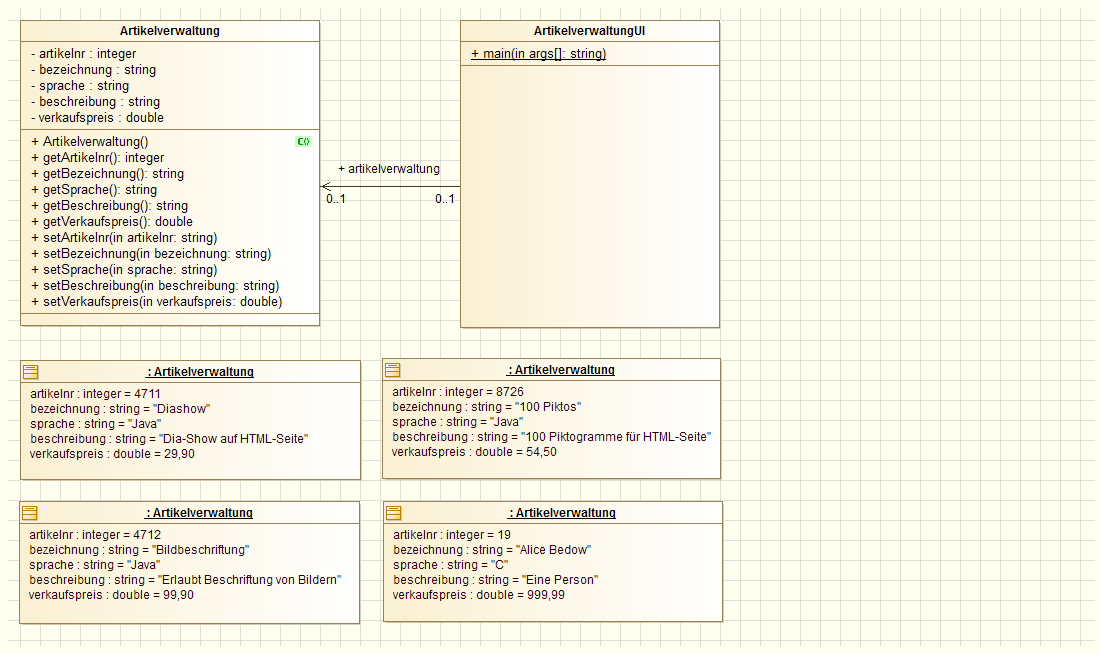 Artikelverwaltung
- artikelnr : integer
- bezeichnung : string
- sprache : string
- beschreibung : string
- verkaufspreis : double
+ Artikelverwaltung()
C()
+ getArtikelnr(): integer
+ getBezeichnung(): string
+ getSprache(): string
+ getBeschreibung(): string
+ getVerkaufspreis(): double
+ setArtikelnr(in artikelnr: string)
+ setBezeichnung(in bezeichnung: string)
+ setSprache(in sprache: string)
+ setBeschreibung(in beschreibung: string)
+ setVerkaufspreis(in verkaufspreis: double)
+ artikelverwaltung
0..1
0..1
ArtikelverwaltungUI
+ main(in args[]: string)
: Artikelverwaltung
artikelnr : integer = 4711
bezeichnung : string = "Diashow"
sprache : string = "Java"
beschreibung : string = "Dia-Show auf HTML-Seite"
verkaufspreis : double = 29,90
: Artikelverwaltung
artikelnr : integer = 8726
bezeichnung : string = "100 Piktos"
sprache : string = "Java"
beschreibung : string = "100 Piktogramme für HTML-Seite"
verkaufspreis : double = 54,50
: Artikelverwaltung
artikelnr : integer = 4712
bezeichnung : string = "Bildbeschriftung"
sprache : string = "Java"
beschreibung : string = "Erlaubt Beschriftung von Bildern"
verkaufspreis : double = 99,90
: Artikelverwaltung
artikelnr : integer = 19
bezeichnung : string = "Alice Bedow"
sprache : string = "C"
beschreibung : string = "Eine Person"
verkaufspreis : double = 999,99